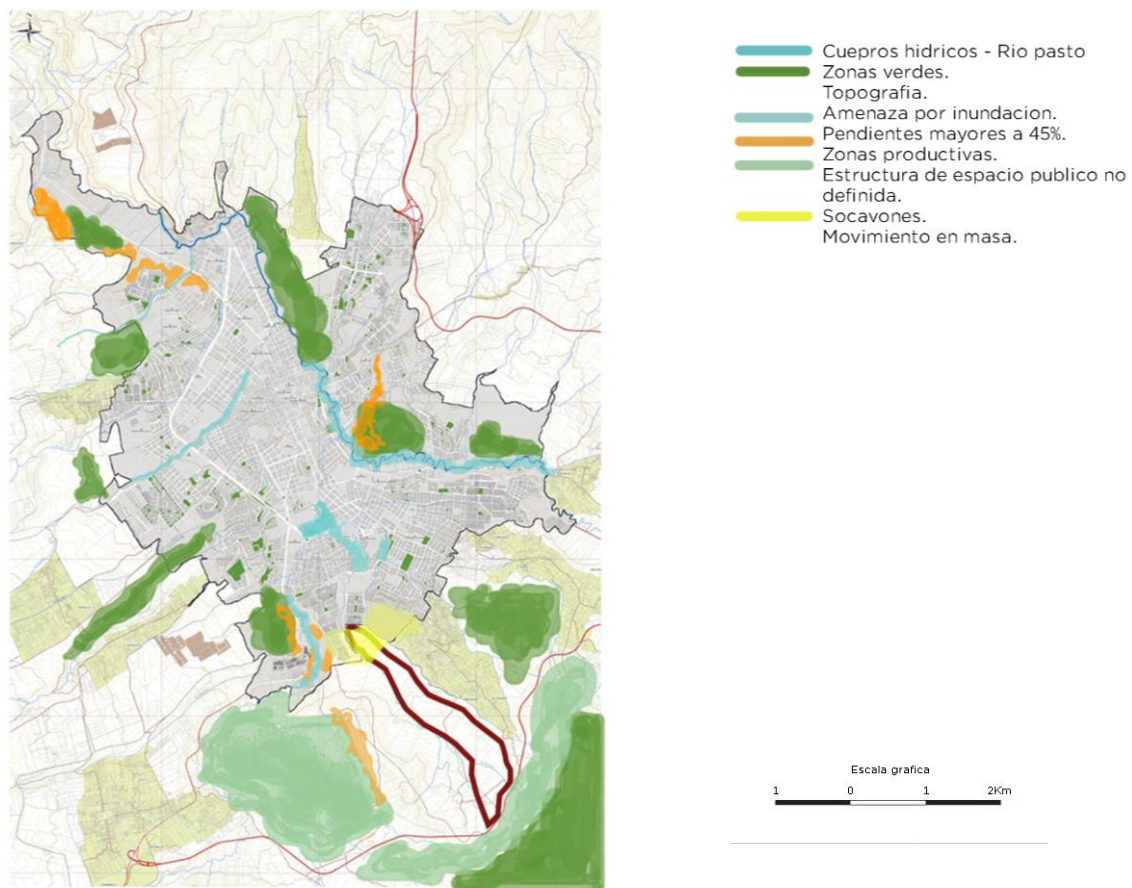 Cuepros hidricos - Rio pasto
Zonas verdes.
Topografia.
Amenaza por inundacion.
Pendientes mayores a 45%.
Zonas productivas.
Estructura de espacio publico no
definida.
Socavones.
Movimiento en masa.
Escala grafica
1 0 1 2Km